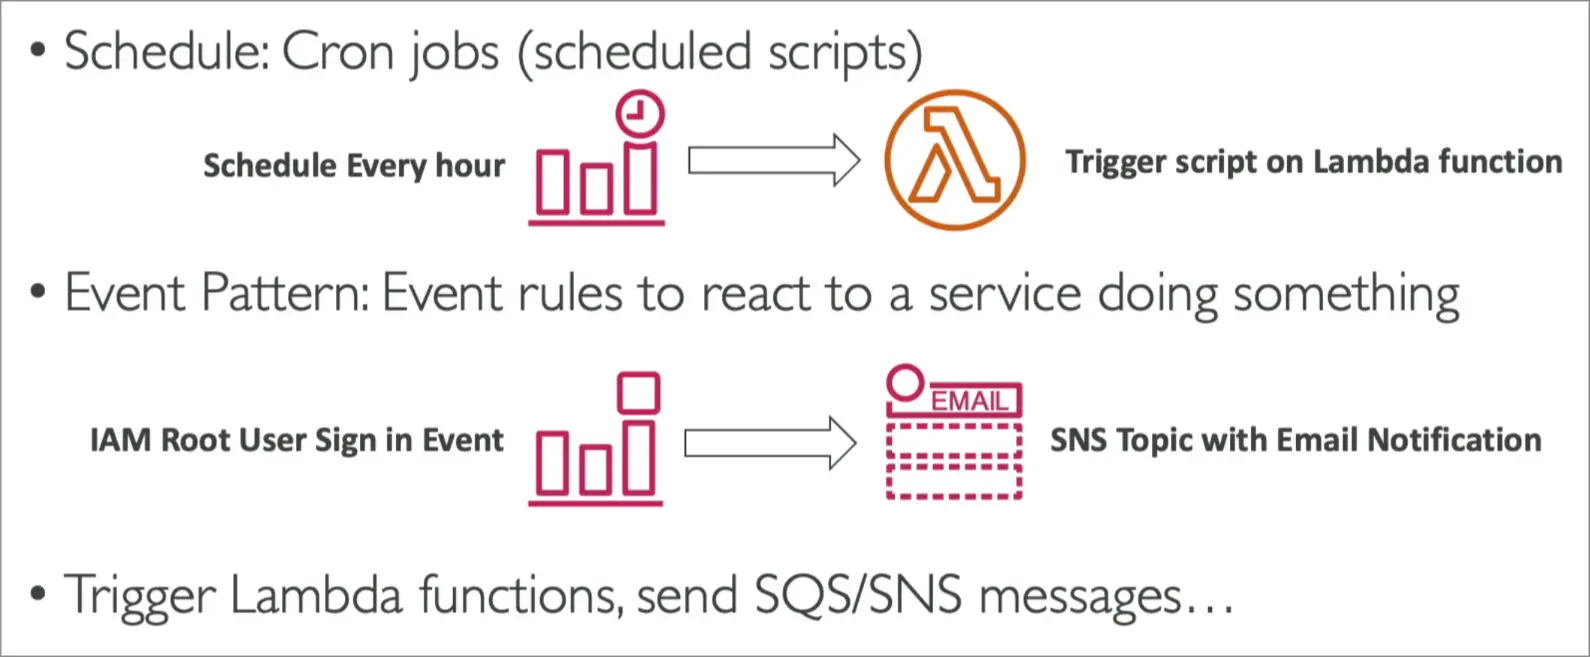 • Schedule: Cron jobs (scheduled scripts)
Schedule Every hour
Trigger script on Lambda function
• Event Pattern: Event rules to react to a service doing something
IAM Root User Sign in Event
EMAIL
SNS Topic with Email Notification
• Trigger Lambda functions, send SQS/SNS messages…